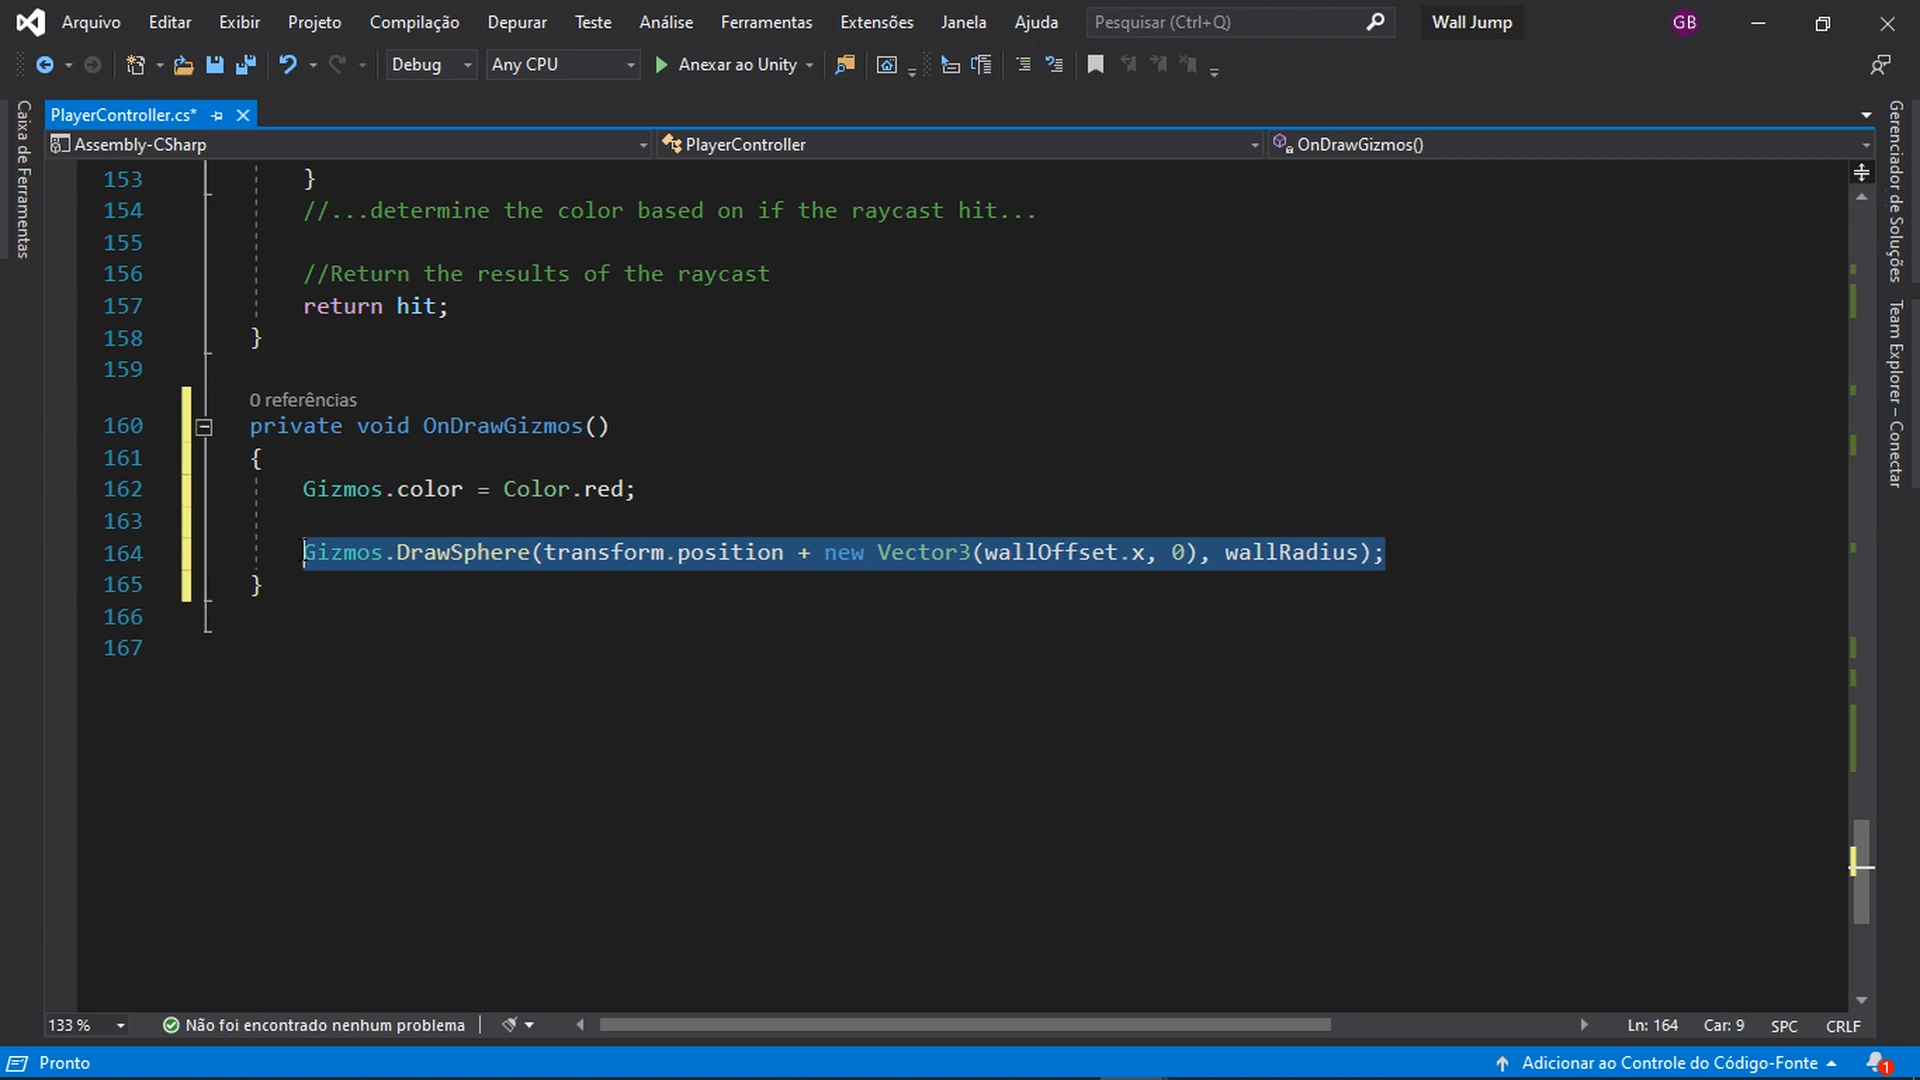 Arquivo Editar Exibir Projeto Compilação Depurar Teste Análise Ferramentas Extensões Janela Ajuda Pesquisar (Ctrl+Q) Wall Jump GB
Debug Any CPU Anexar ao Unity
PlayerController.cs*
Assembly-CSharp PlayerController OnDrawGizmos()
Caixa de Ferramentas
153 }
154 //...determine the color based on if the raycast hit...
155
156 //Return the results of the raycast
157 return hit;
158 }
159
0 referências
160 private void OnDrawGizmos()
161 {
162 Gizmos.color = Color.red;
163
164 Gizmos.DrawSphere(transform.position + new Vector3(wallOffset.x, 0), wallRadius);
165 }
166
167
Gerenciador de Soluções
Team Explorer – Conectar
133 % Não foi encontrado nenhum problema Ln: 164 Car: 9 SPC CRLF
Pronto Adicionar ao Controle do Código-Fonte 1